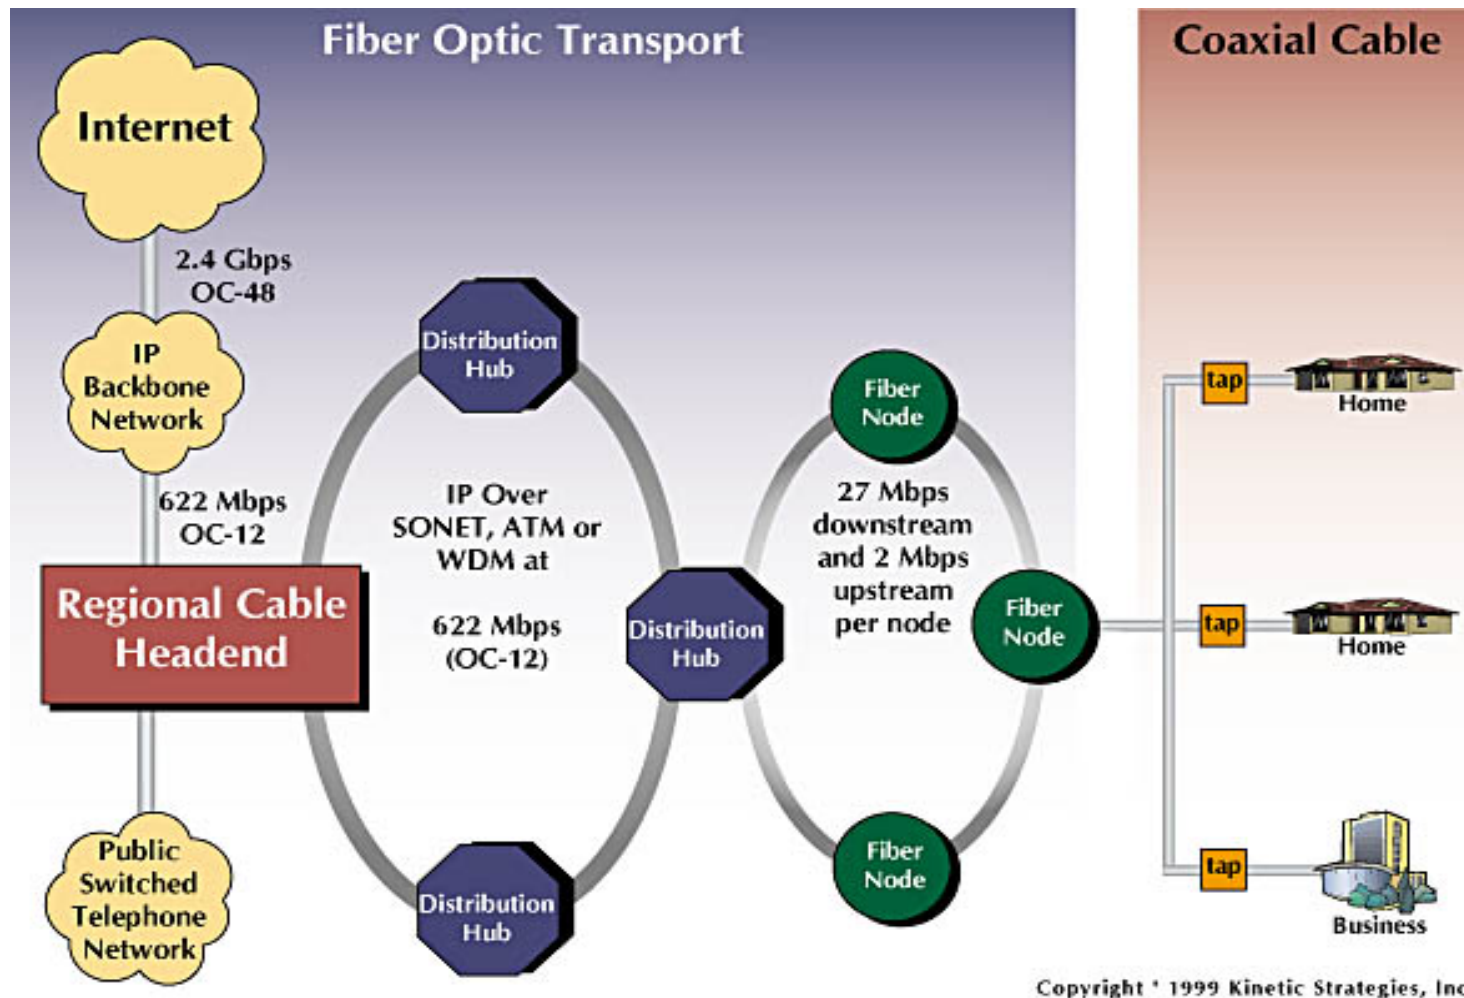 Fiber Optic Transport
Coaxial Cable
Internet
2.4 Gbps
OC-48
IP
Backbone
Network
622 Mbps
OC-12
Regional Cable
Headend
Public
Switched
Telephone
Network
Distribution
Hub
IP Over
SONET, ATM or
WDM at
622 Mbps
(OC-12)
Distribution
Hub
Distribution
Hub
Fiber
Node
27 Mbps
downstream
and 2 Mbps
upstream
per node
Fiber
Node
Fiber
Node
tap
Home
tap
Home
tap
Business
Copyright ' 1999 Kinetic Strategies, Inc